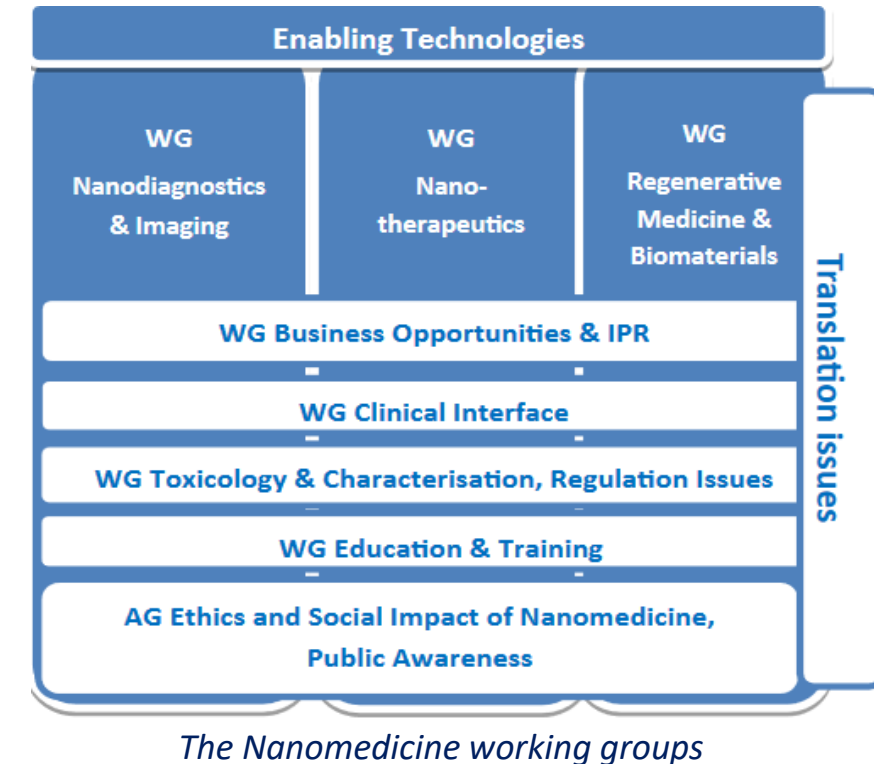 Enabling Technologies
WG
Nanodiagnostics
& Imaging
WG
Nano-
therapeutics
WG
Regenerative
Medicine &
Biomaterials
Translation issues
WG Business Opportunities & IPR
WG Clinical Interface
WG Toxicology & Characterisation, Regulation Issues
WG Education & Training
AG Ethics and Social Impact of Nanomedicine,
Public Awareness
The Nanomedicine working groups